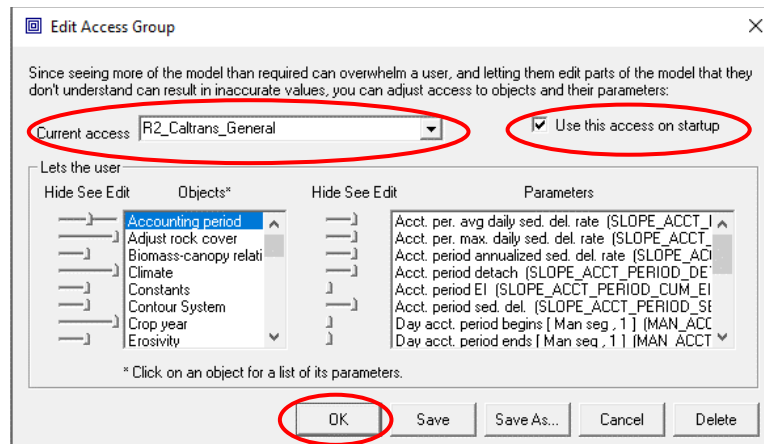 Edit Access Group
Since seeing more of the model than required can overwhelm a user, and letting them edit parts of the model that they
don't understand can result in inaccurate values, you can adjust access to objects and their parameters:
Current access R2_Caltrans_General Use this access on startup
Lets the user
Hide See Edit Objects* Hide See Edit Parameters
Accounting period Acct. per. avg daily sed. del. rate (SLOPE_ACCT_
Adjust rock cover Acct. per. max. daily sed. del. rate (SLOPE_ACCT_
Biomass-canopy relati Acct. period annualized sed. del. rate (SLOPE_AC
Climate Acct. period detach (SLOPE_ACCT_PERIOD_DE
Constants Acct. period EI (SLOPE_ACCT_PERIOD_CUM_EI
Contour System Acct. period sed. del. (SLOPE_ACCT_PERIOD_SE
Crop year Day acct. period begins [ Man seg , 1 ] (MAN_ACC
Erosivity Day acct. period ends [ Man seg , 1 ] (MAN_ACCT
* Click on an object for a list of its parameters.
OK Save Save As... Cancel Delete